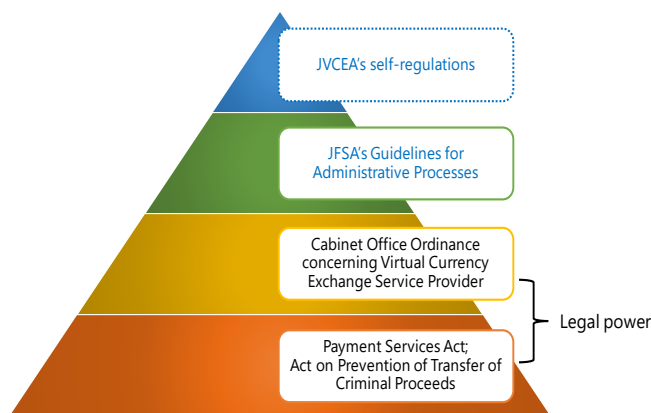 JVCEA's self-regulations
JFSA's Guidelines for
Administrative Processes
Cabinet Office Ordinance
concerning Virtual Currency
Exchange Service Provider
Legal power
Payment Services Act;
Act on Prevention of Transfer of
Criminal Proceeds